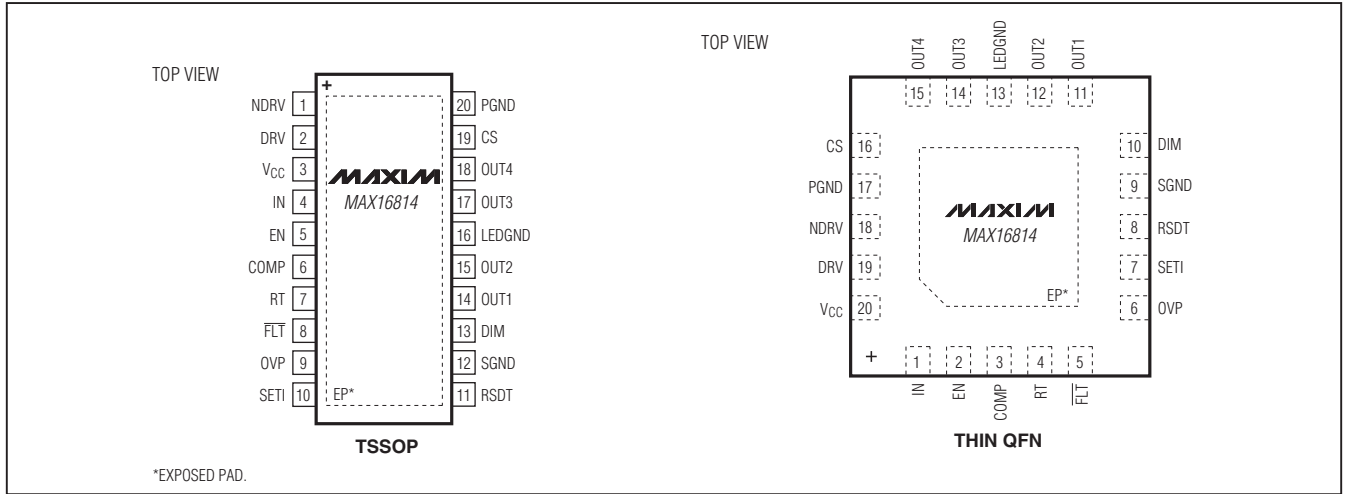 TOP VIEW
+
NDRV 1
DRV 2
VCC 3
IN 4
EN 5
COMP 6
RT 7
FLT 8
OVP 9
SETI 10
20 PGND
19 CS
18 OUT4
17 OUT3
16 LEDGND
15 OUT2
14 OUT1
13 DIM
12 SGND
11 RSDT
MAXIM
MAX16814
EP*
TSSOP
*EXPOSED PAD.
TOP VIEW
OUT4 OUT3 LEDGND OUT2 OUT1
15 14 13 12 11
CS 16
PGND 17
NDRV 18
DRV 19
VCC 20
10 DIM
9 SGND
8 RSDT
7 SETI
6 OVP
MAXIM
MAX16814
EP*
+
1 2 3 4 5
IN EN COMP RT FLT
THIN QFN